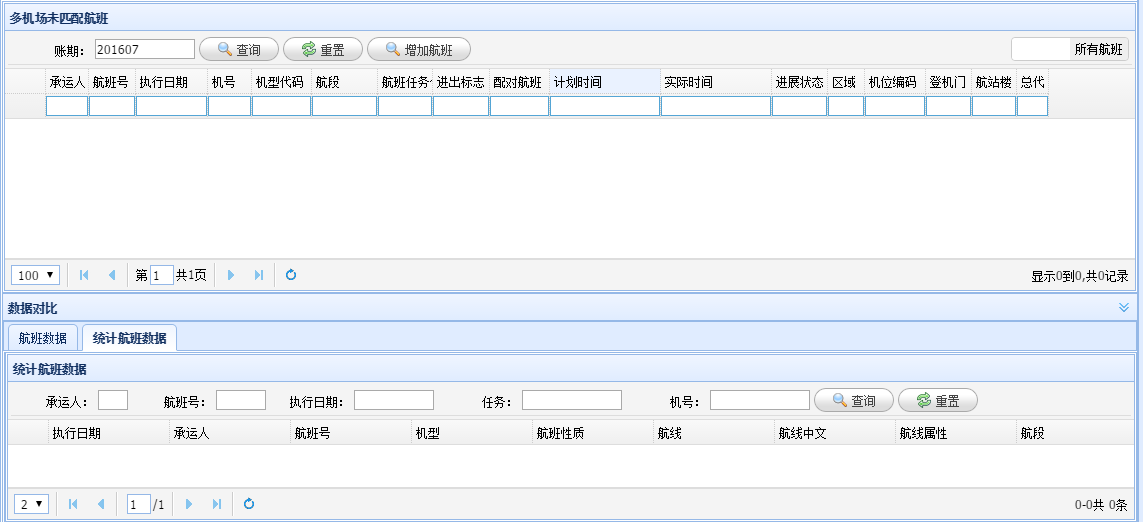 多机场未匹配航班
账期： 201607 查询 重置 增加航班 所有航班
承运人 航班号 执行日期 机号 机型代码 航段 航班任务 进出标志 配对航班 计划时间 实际时间 进展状态 区域 机位编码 登机门 航站楼 总代
100 第 1 共1页 显示0到0,共0记录
数据对比
航班数据 统计航班数据
统计航班数据
承运人： 航班号： 执行日期： 任务： 机号： 查询 重置
执行日期 承运人 航班号 机型 航班性质 航线 航线中文 航线属性 航段
2 1 /1 0-0共 0条